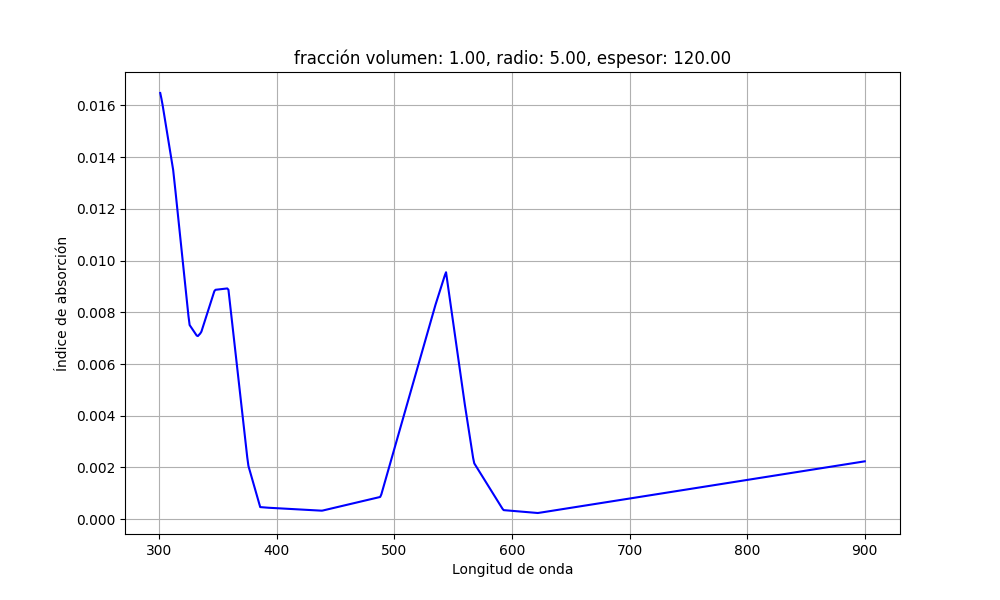 fracción volumen: 1.00, radio: 5.00, espesor: 120.00
Índice de absorción
0.016
0.014
0.012
0.010
0.008
0.006
0.004
0.002
0.000
300 400 500 600 700 800 900
Longitud de onda